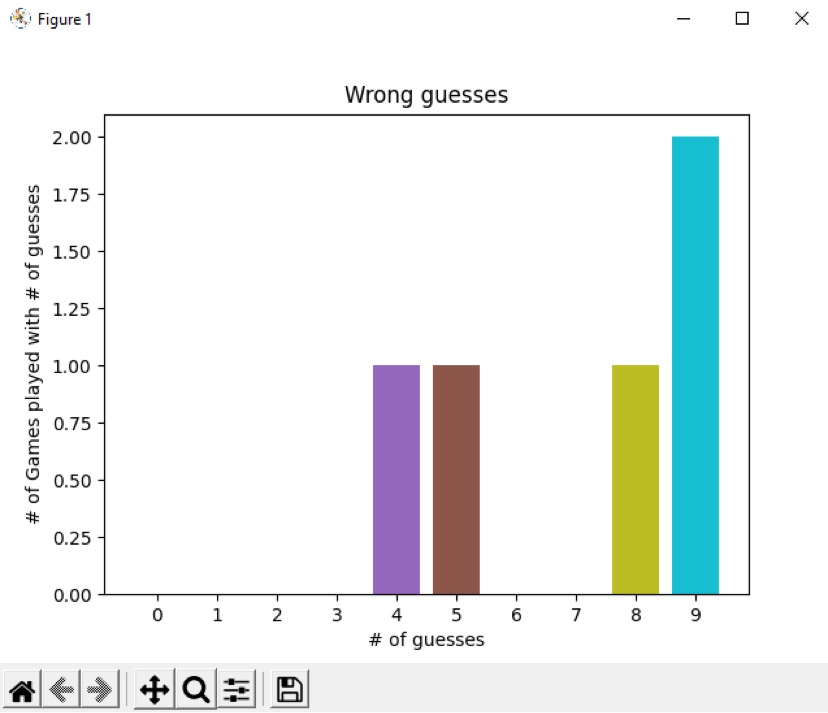 Figure 1
Wrong guesses
# of Games played with # of guesses
2.00
1.75
1.50
1.25
1.00
0.75
0.50
0.25
0.00
0 1 2 3 4 5 6 7 8 9
# of guesses